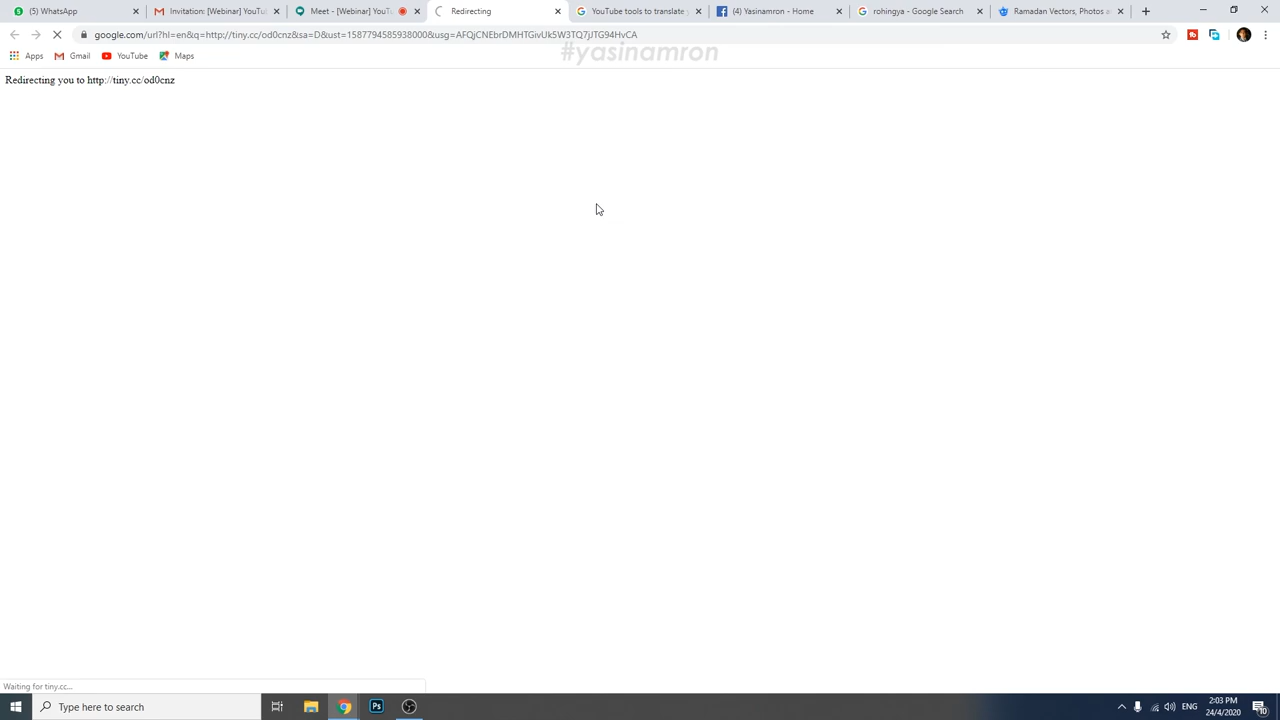 (5) WhatsApp
Invitation: [Webinar] YouTu
Meet - [Webinar] YouTu
Redirecting
YouTube tools to translate y
(4) Yasinamron - Home
rohingya - Google Search
Ramadan Vectors, Photos a
google.com/url?hl=en&q=http://tiny.cc/od0cnz&sa=D&ust=1587794585938000&usg=AFQjCNEbrDMHTGivUk5W3TQ7jJTG94HvCA
Apps
Gmail
YouTube
Maps
#yasinamron
Redirecting you to http://tiny.cc/od0cnz
Waiting for tiny.cc...
Type here to search
Ps
ENG
2:03 PM
24/4/2020
10